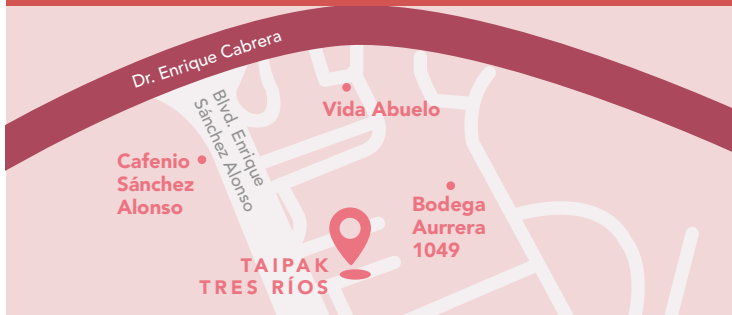 Dr. Enrique Cabrera
Blvd. Enrique
Sánchez Alonso
Vida Abuelo
Cafenio
Sánchez
Alonso
Bodega
Aurrera
1049
TAIPAK
TRES RÍOS